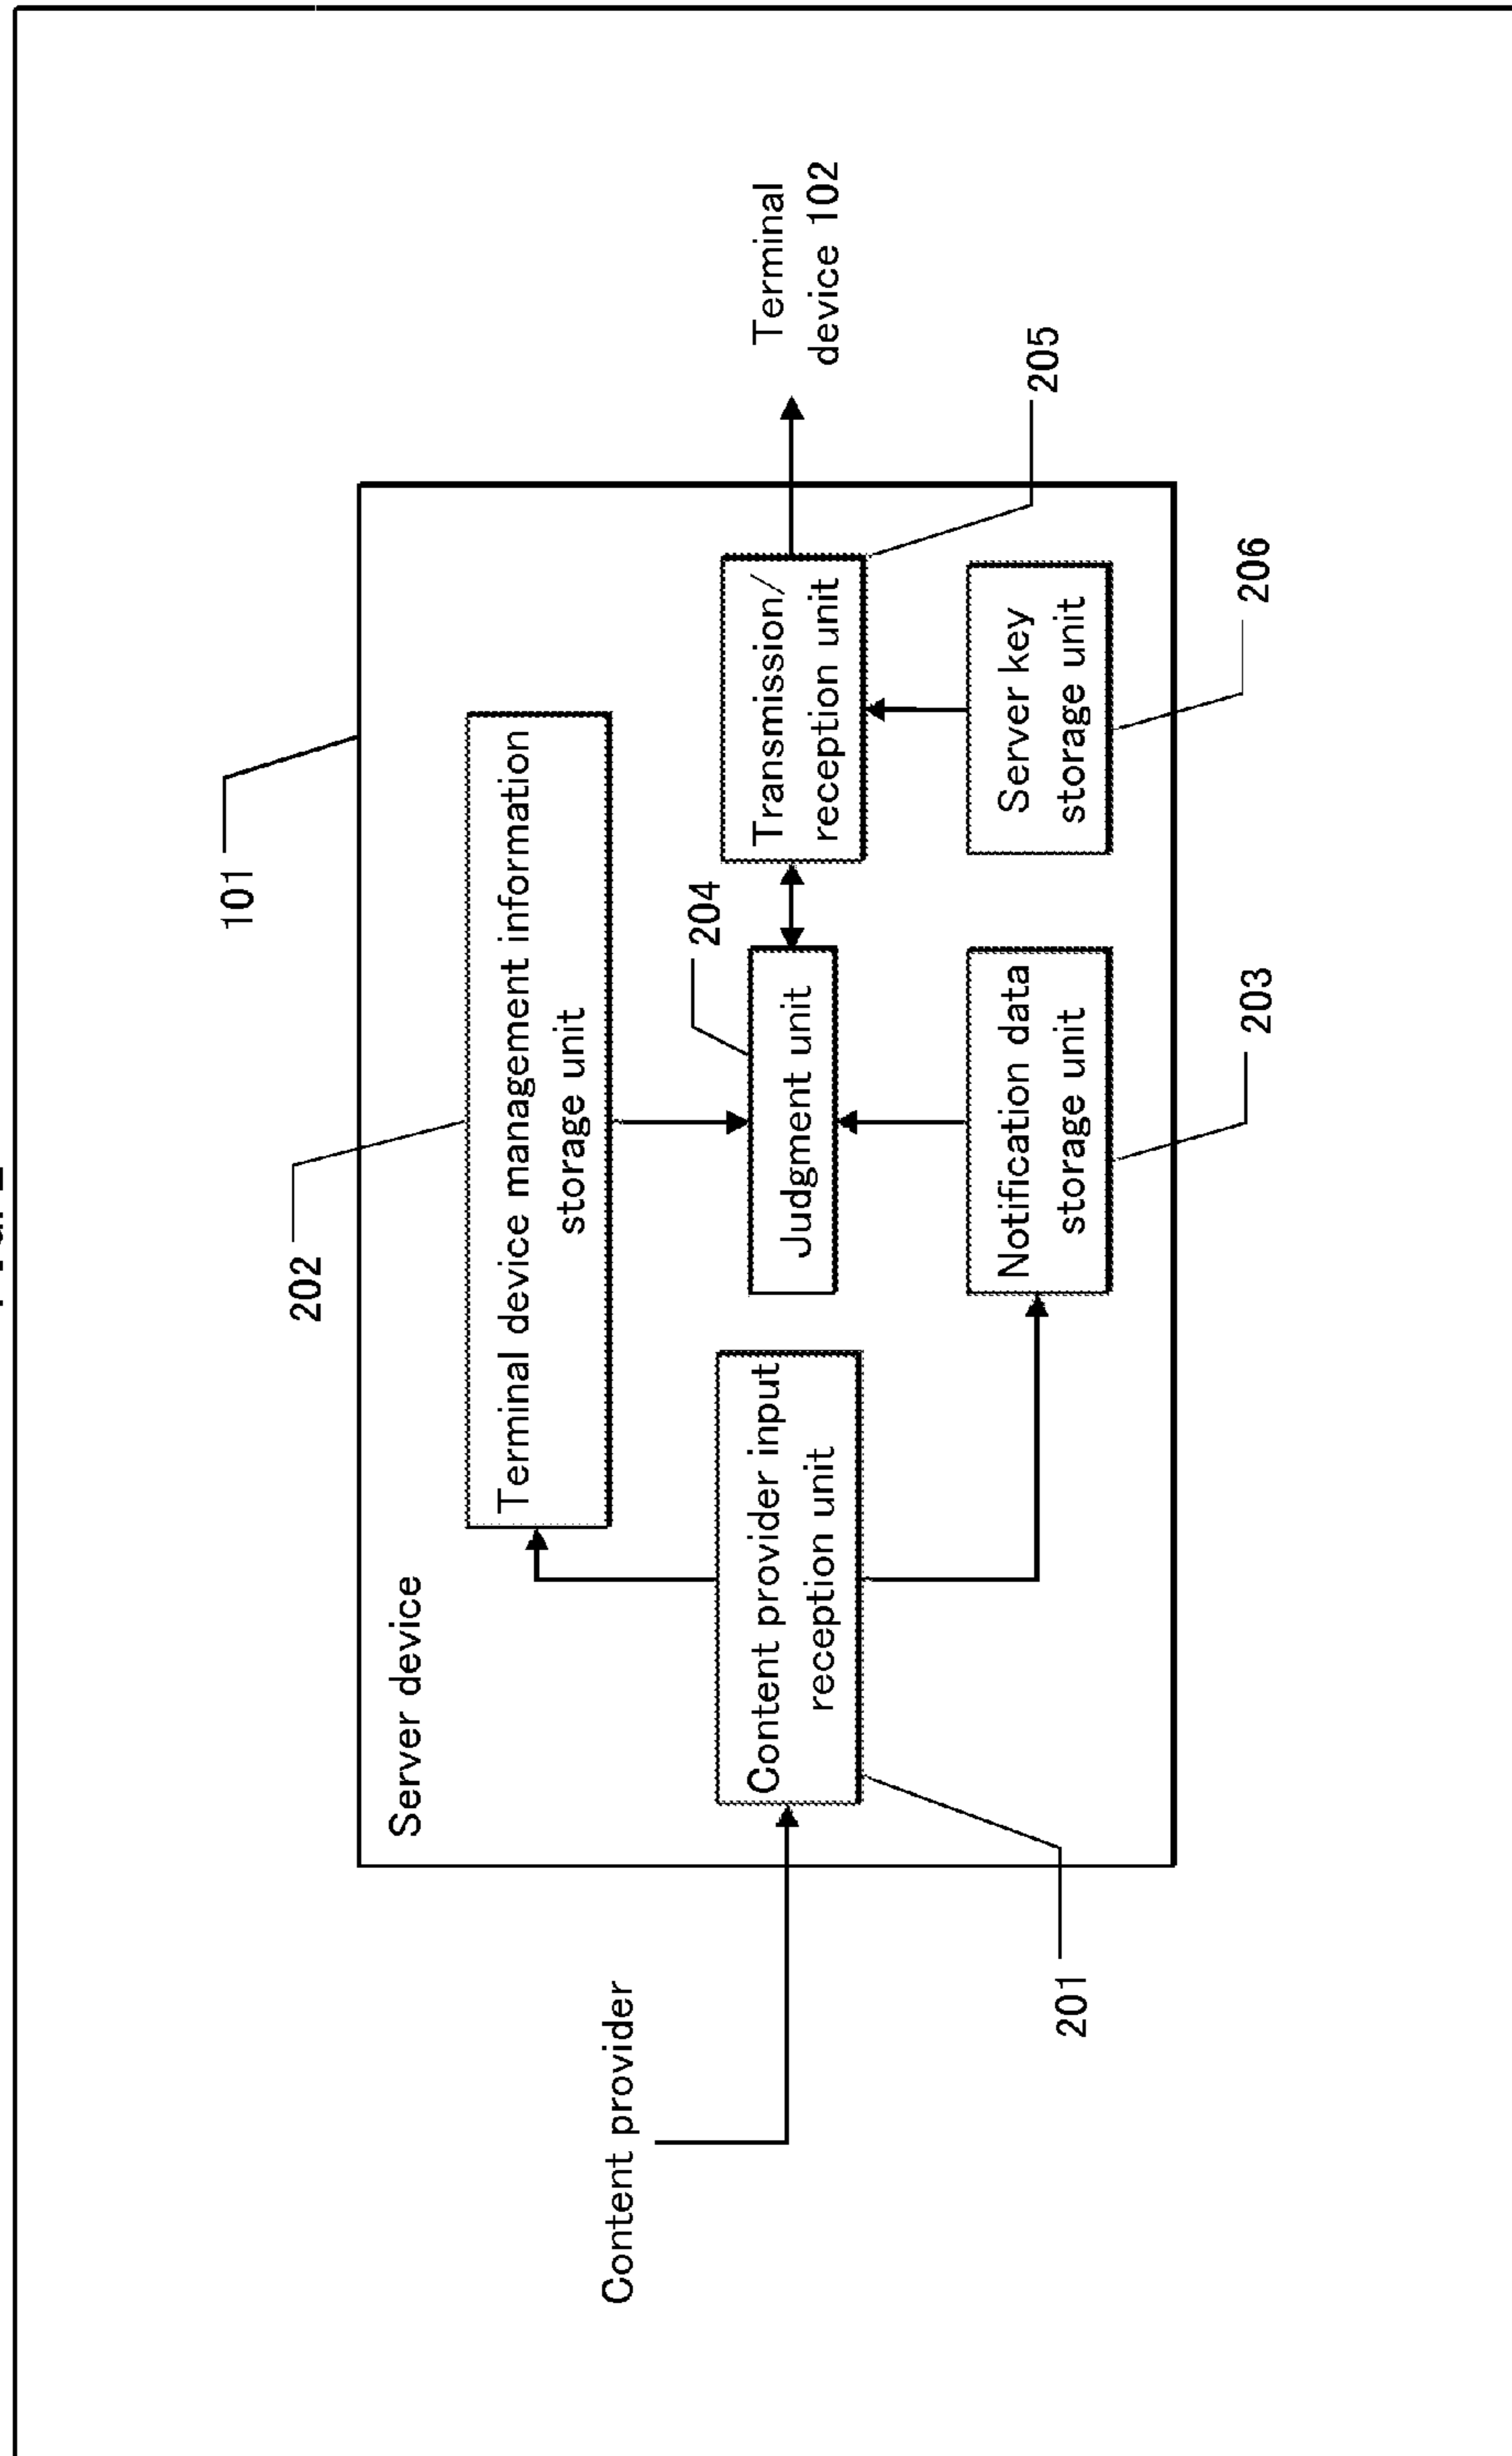 101
202
Server device
Terminal device management information
storage unit
204
Content provider
Content provider input
reception unit
Judgment unit
Transmission/
reception unit
Terminal
device 102
Notification data
storage unit
Server key
storage unit
201
203
206
205